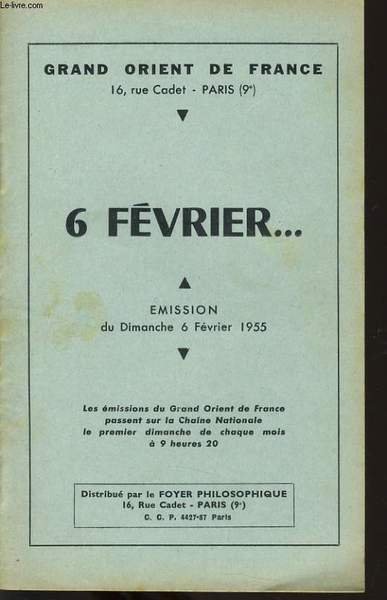 Le-livre.com
GRAND ORIENT DE FRANCE
16, rue Cadet - PARIS (9e)
6 FÉVRIER...
EMISSION
du Dimanche 6 Février 1955
Les émissions du Grand Orient de France
passent sur la Chaîne Nationale
le premier dimanche de chaque mois
à 9 heures 20
Distribué par le FOYER PHILOSOPHIQUE
16, Rue Cadet - PARIS (9e)
C. C. P. 4427-87 Paris